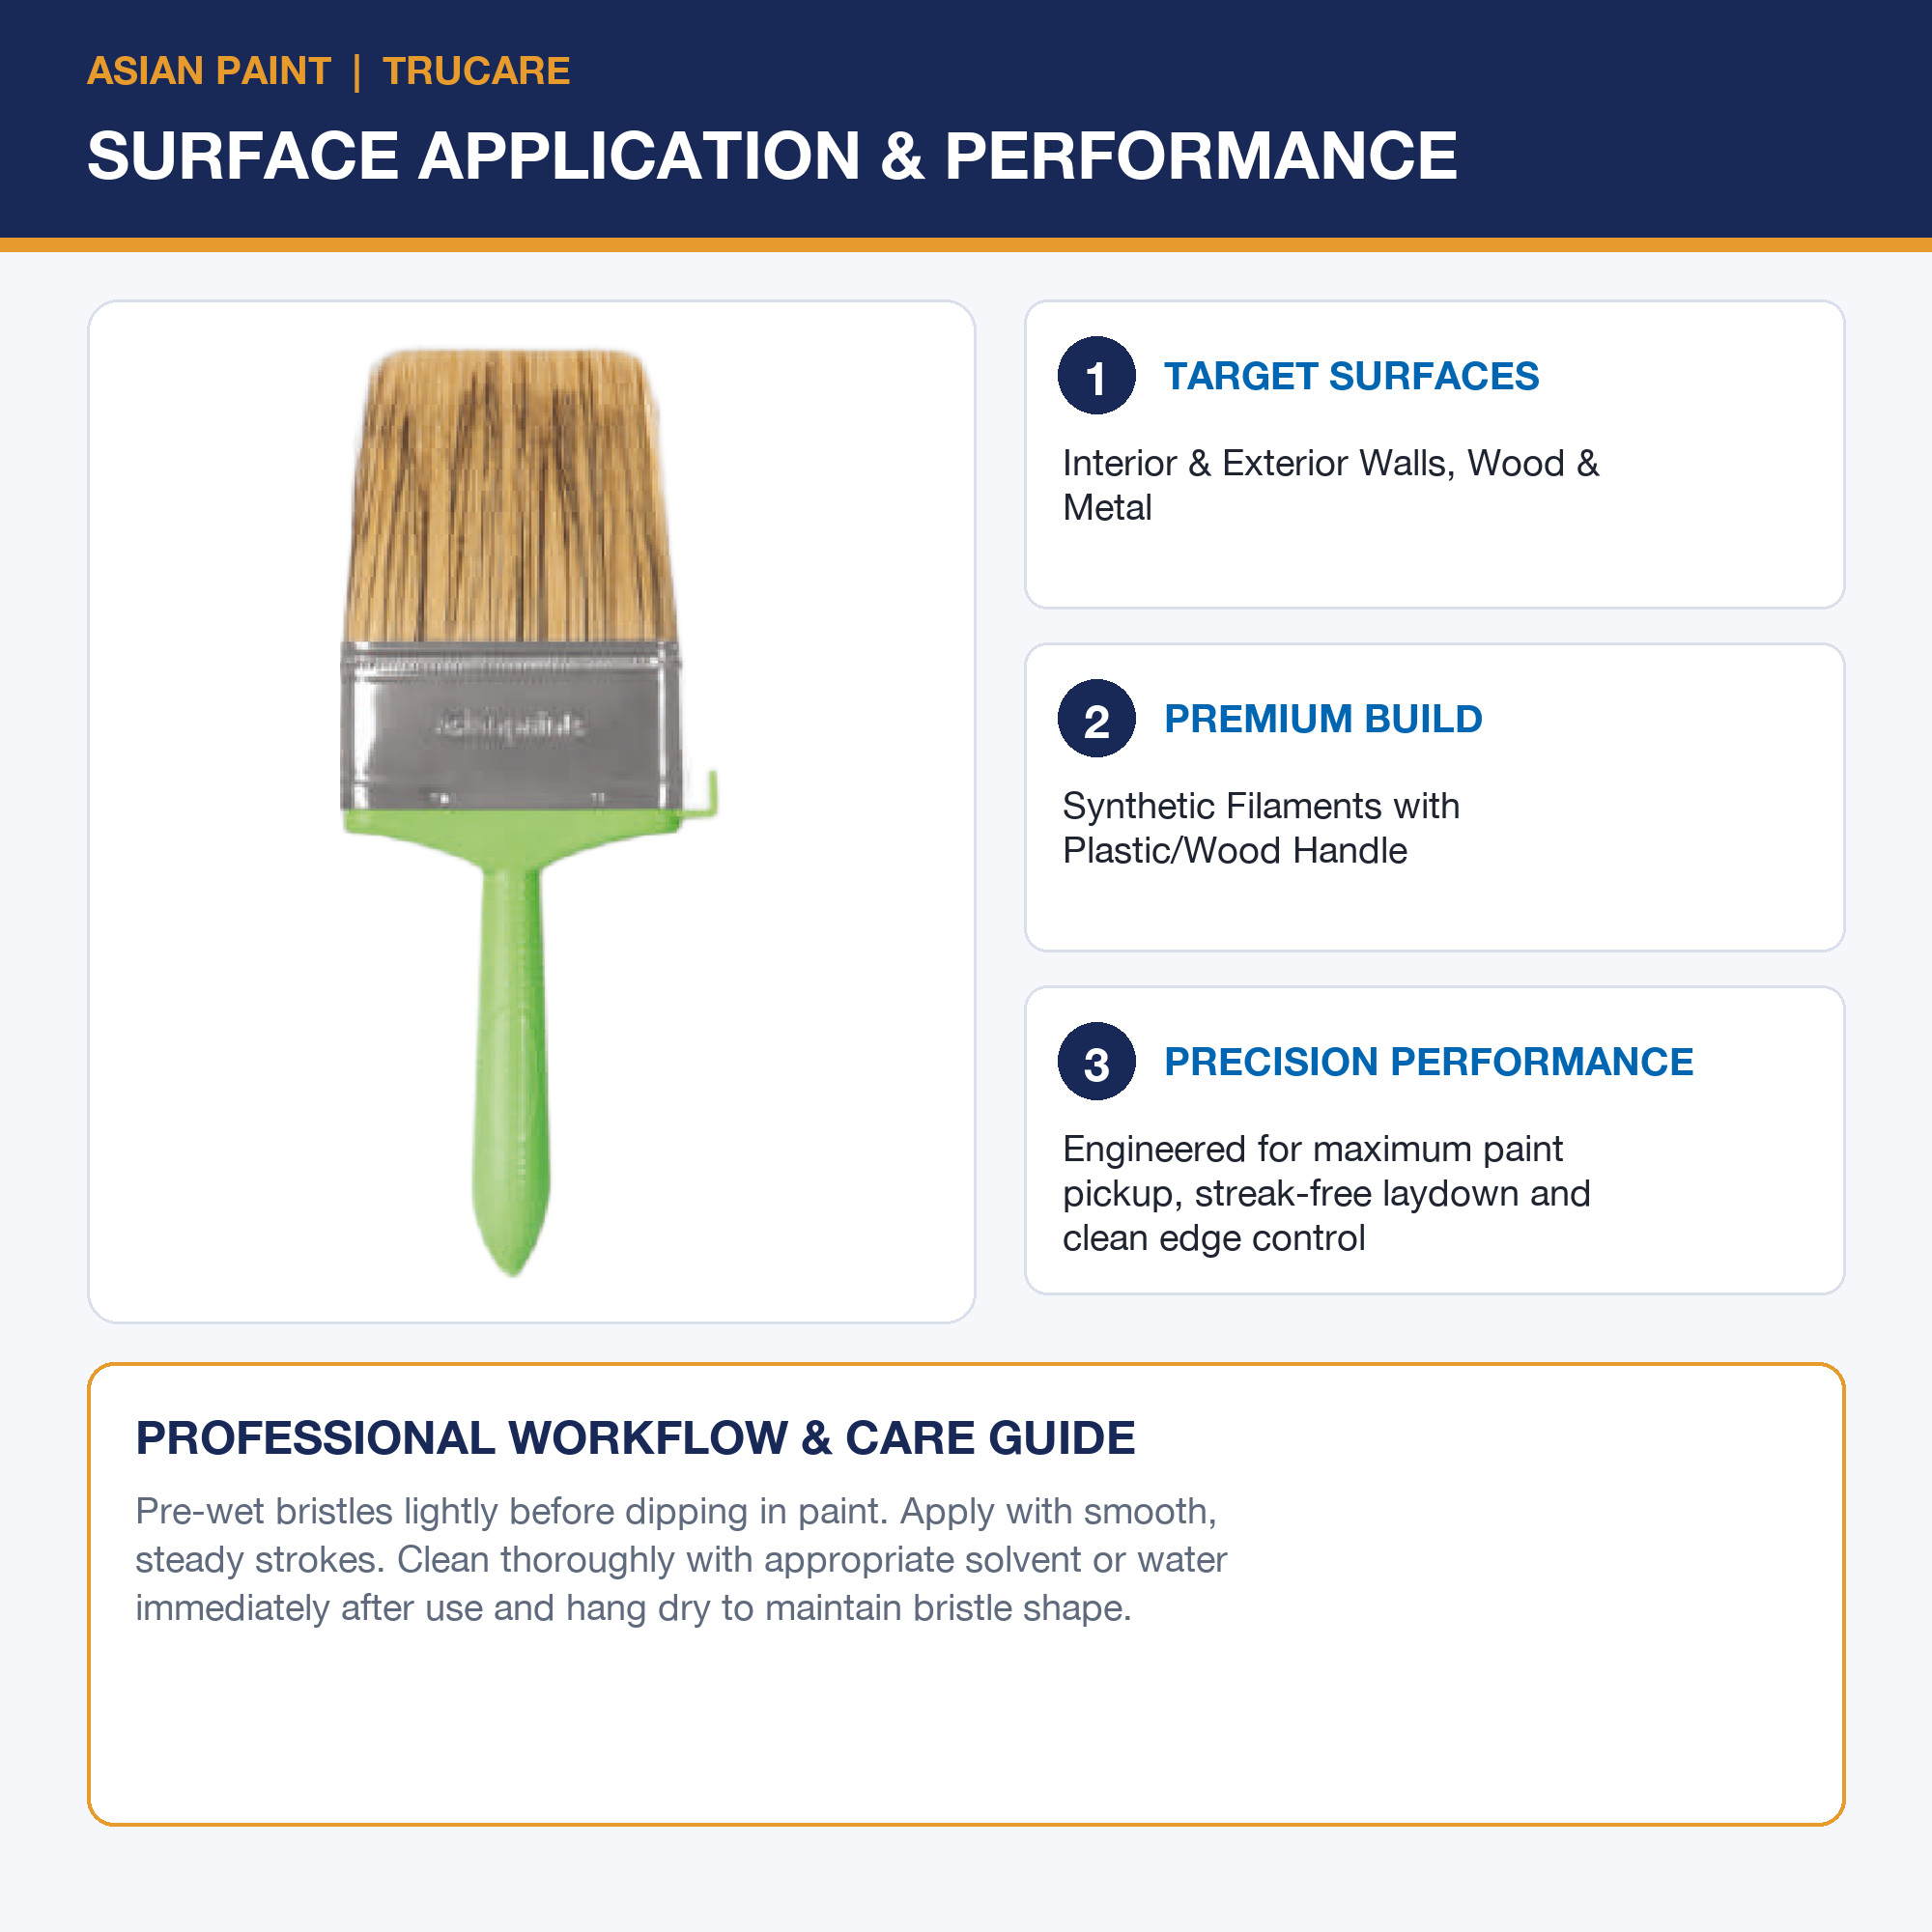 ASIAN PAINT | TRUCARE
SURFACE APPLICATION & PERFORMANCE
1 TARGET SURFACES
Interior & Exterior Walls, Wood &
Metal
2 PREMIUM BUILD
Synthetic Filaments with
Plastic/Wood Handle
3 PRECISION PERFORMANCE
Engineered for maximum paint
pickup, streak-free laydown and
clean edge control
PROFESSIONAL WORKFLOW & CARE GUIDE
Pre-wet bristles lightly before dipping in paint. Apply with smooth,
steady strokes. Clean thoroughly with appropriate solvent or water
immediately after use and hang dry to maintain bristle shape.